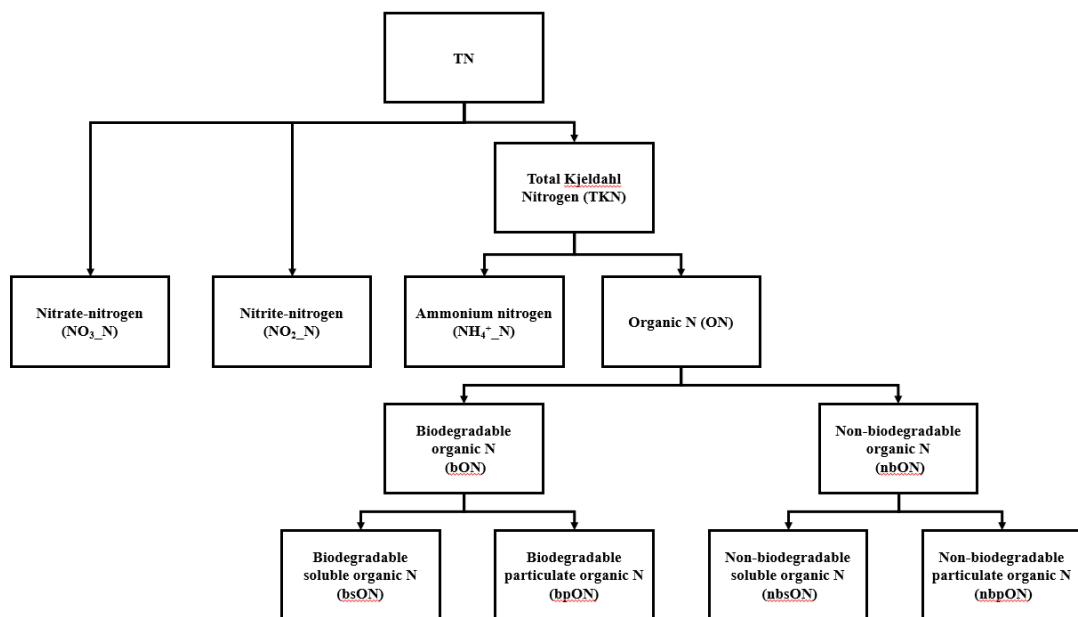 TN
Total Kjeldahl
Nitrogen (TKN)
Nitrate-nitrogen
(NO₃_N)
Nitrite-nitrogen
(NO₂_N)
Ammonium nitrogen
(NH₄⁺_N)
Organic N (ON)
Biodegradable
organic N
(bON)
Non-biodegradable
organic N
(nbON)
Biodegradable
soluble organic N
(bsON)
Biodegradable
particulate organic N
(bpON)
Non-biodegradable
soluble organic N
(nbsON)
Non-biodegradable
particulate organic N
(nbpON)